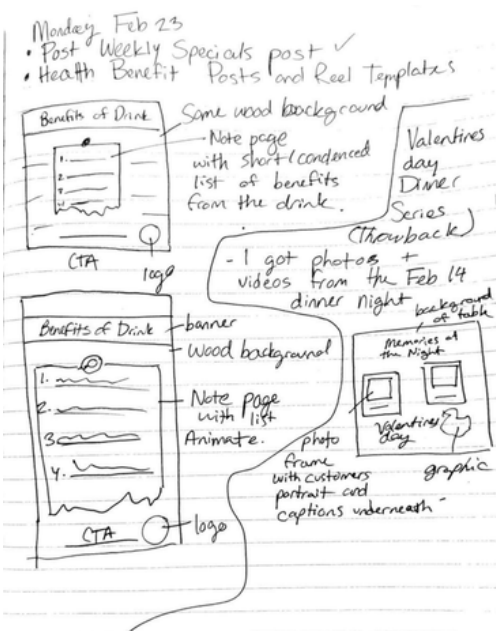 Monday Feb 23
• Post Weekly Specials post ✓
• Health Benefit Posts and Reel Templates
Benefits of Drink
1.
2.
3
CTA
logo
Same wood background
- Note page
with short/condenced
list of benefits
from the drink.
Benefits of Drink
1.
2.
3
4.
CTA
logo
banner
Wood background
Note page
with list
Animate.
Valentines
day
Dinner
Series
(Throwback)
- I got photos +
videos from the Feb 14
dinner night
background
of table
Memories of
the Night
Valentines
day
graphic
photo
frame
with customers
portrait and
captions underneath